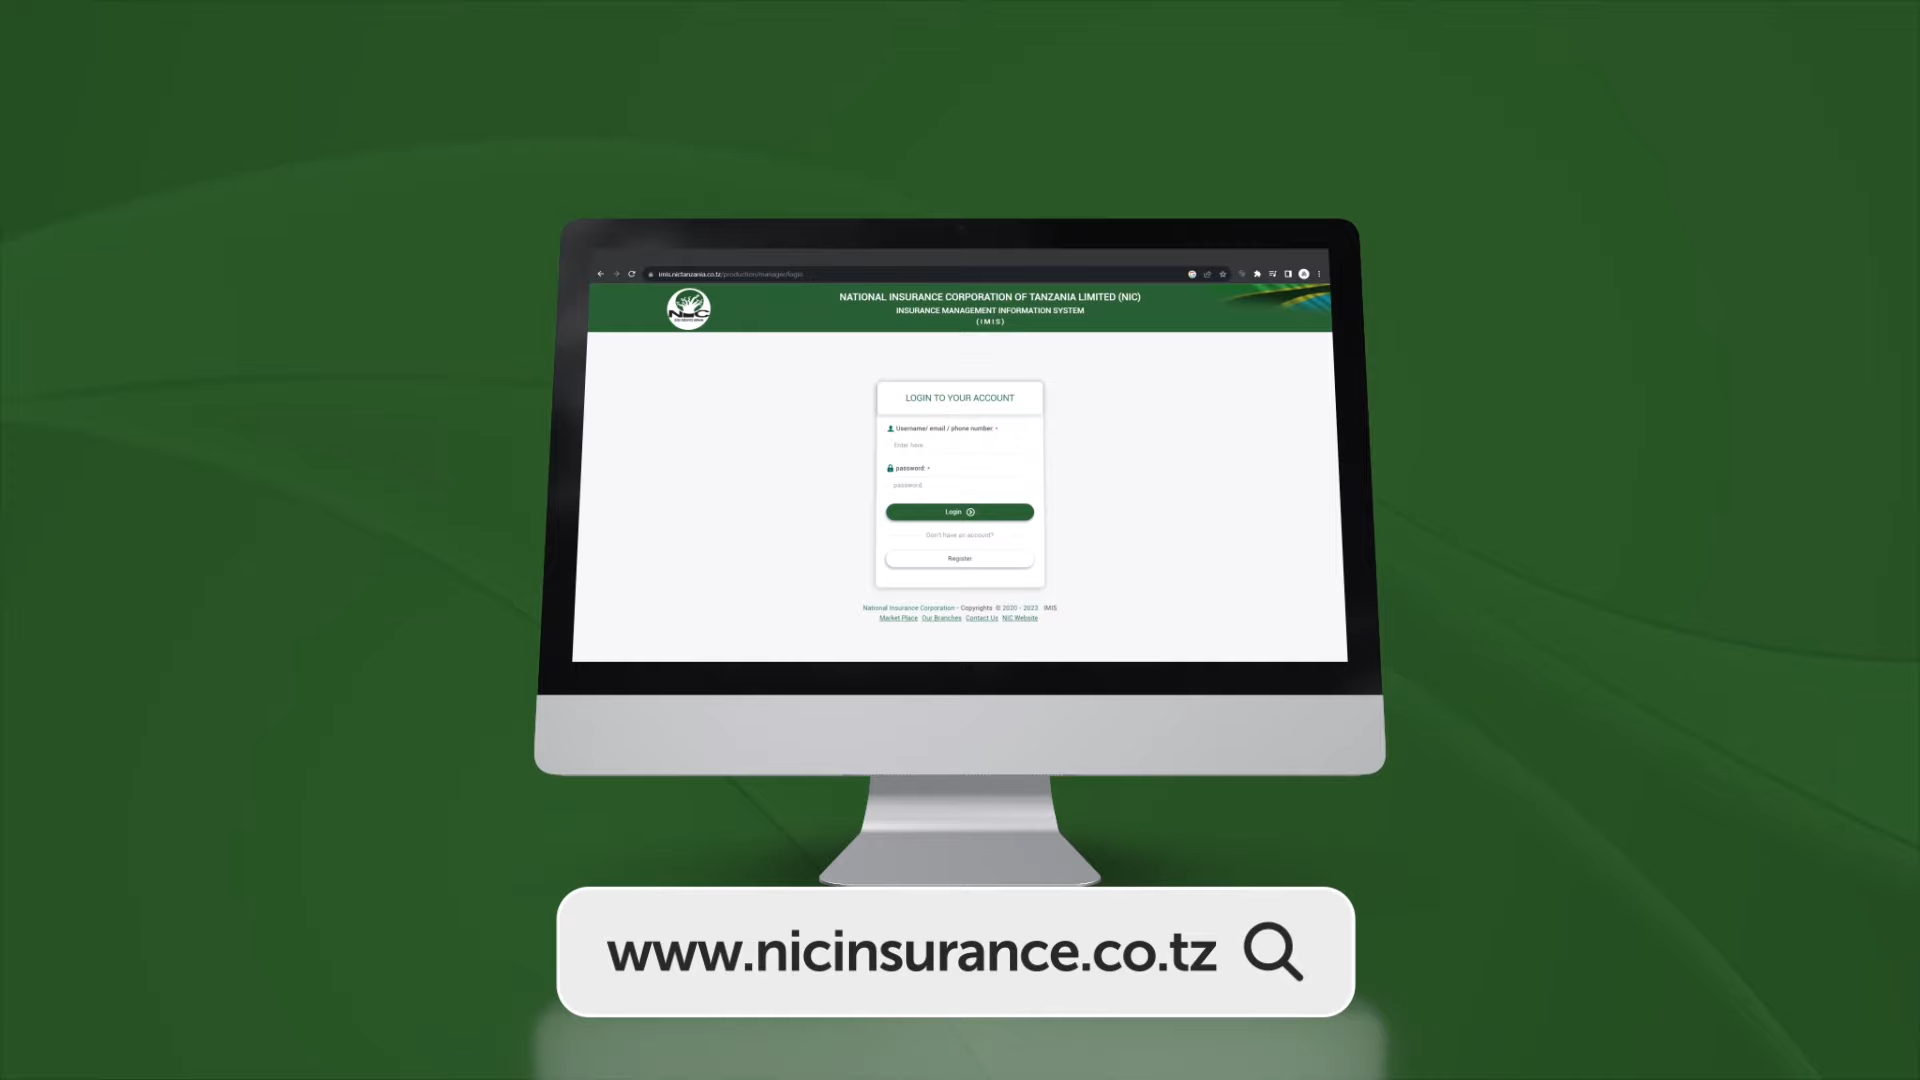 imis.nictanzania.co.tz/production/manager/login
NIC
NATIONAL INSURANCE CORPORATION OF TANZANIA LIMITED (NIC)
INSURANCE MANAGEMENT INFORMATION SYSTEM
(IMIS)
LOGIN TO YOUR ACCOUNT
Username/ email / phone number *
Enter here..
password *
password
Login
Don't have an account?
Register
National Insurance Corporation - Copyrights © 2020 - 2023 IMIS
Market Place Our Branches Contact Us NIC Website
www.nicinsurance.co.tz